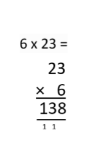 6 x 23 =
23
× 6
138
1 1